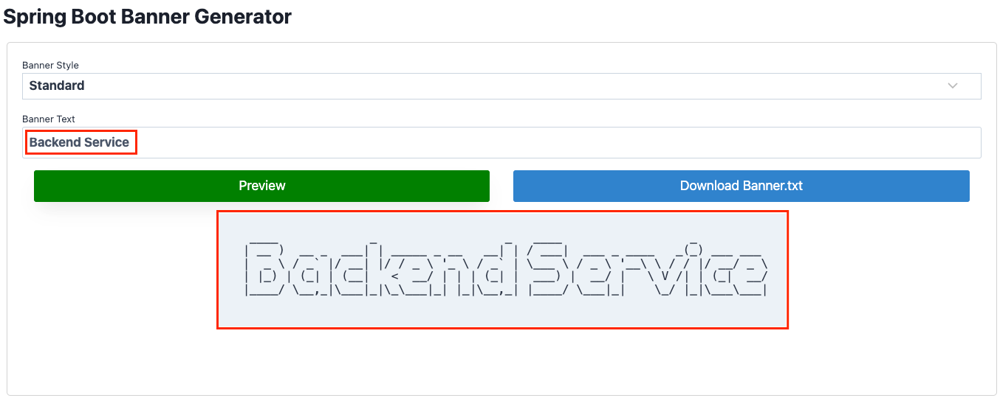 Spring Boot Banner Generator
Banner Style
Standard
Banner Text
Backend Service
Preview
Download Banner.txt
Backend Service